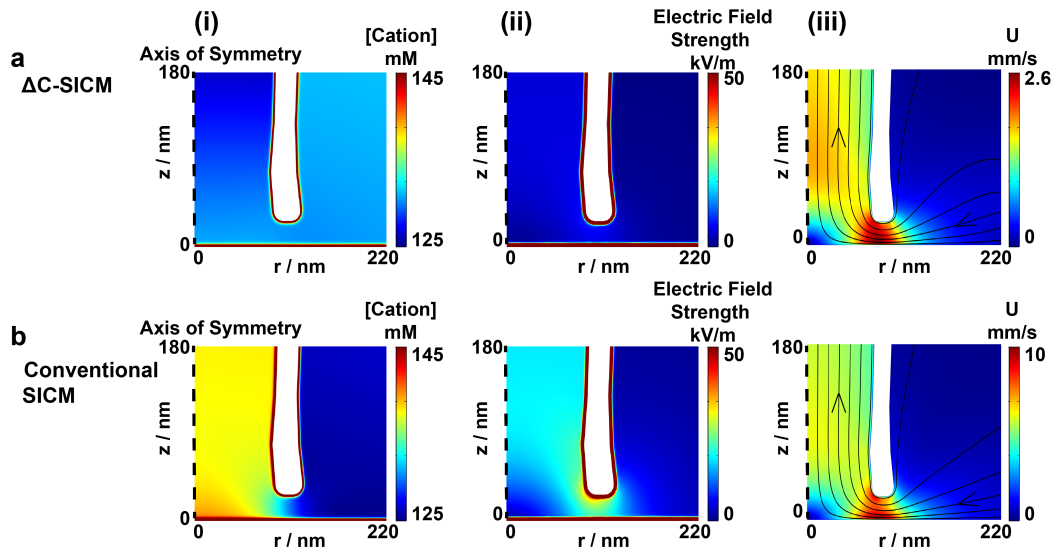 (i)
(ii)
(iii)
a
ΔC-SICM
Axis of Symmetry
[Cation]
mM
180
z / nm
0
0
r / nm
220
145
125
Electric Field
Strength
kV/m
180
z / nm
0
0
r / nm
220
50
0
U
mm/s
180
z / nm
0
0
r / nm
220
2.6
0
b
Conventional
SICM
Axis of Symmetry
[Cation]
mM
180
z / nm
0
0
r / nm
220
145
125
Electric Field
Strength
kV/m
180
z / nm
0
0
r / nm
220
50
0
U
mm/s
180
z / nm
0
0
r / nm
220
10
0